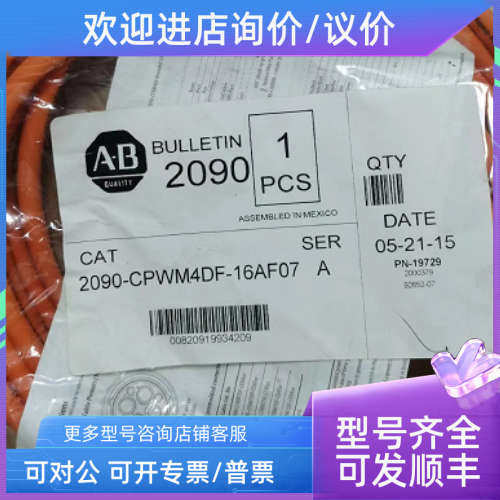 欢迎进店询价/议价
A-B
QUALITY
BULLETIN
2090
1
PCS
ASSEMBLED IN MEXICO
QTY
DATE
05-21-15
PN-19729
2000379
CAT
SER
2090-CPWM4DF-16AF07 A
00820919934209
更多型号咨询店铺客服
可对公 可开专票/普票
型号齐全
可发顺丰